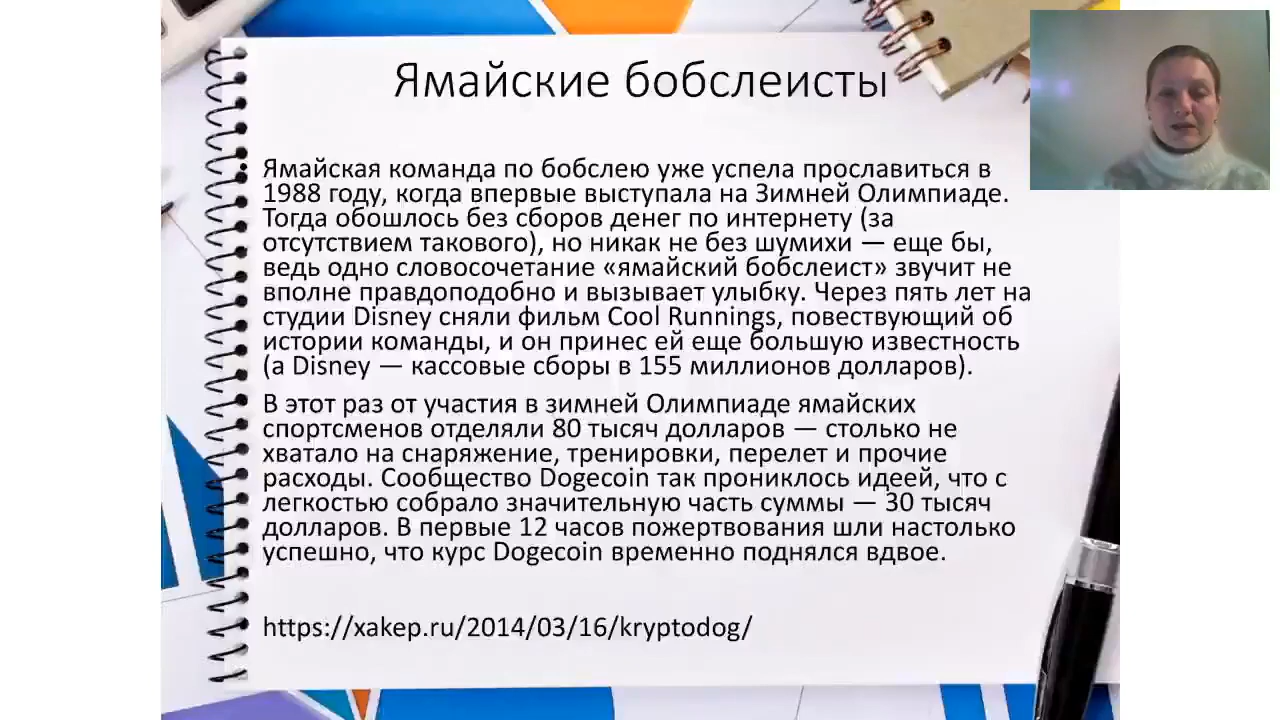 Ямайские бобслеисты
Ямайская команда по бобслею уже успела прославиться в
1988 году, когда впервые выступала на Зимней Олимпиаде.
Тогда обошлось без сборов денег по интернету (за
отсутствием такового), но никак не без шумихи — еще бы,
ведь одно словосочетание «ямайский бобслеист» звучит не
вполне правдоподобно и вызывает улыбку. Через пять лет на
студии Disney сняли фильм Cool Runnings, повествующий об
истории команды, и он принес ей еще большую известность
(а Disney — кассовые сборы в 155 миллионов долларов).
В этот раз от участия в зимней Олимпиаде ямайских
спортсменов отделяли 80 тысяч долларов — столько не
хватало на снаряжение, тренировки, перелет и прочие
расходы. Сообщество Dogecoin так прониклось идеей, что с
легкостью собрало значительную часть суммы — 30 тысяч
долларов. В первые 12 часов пожертвования шли настолько
успешно, что курс Dogecoin временно поднялся вдвое.
https://xakep.ru/2014/03/16/kryptodog/